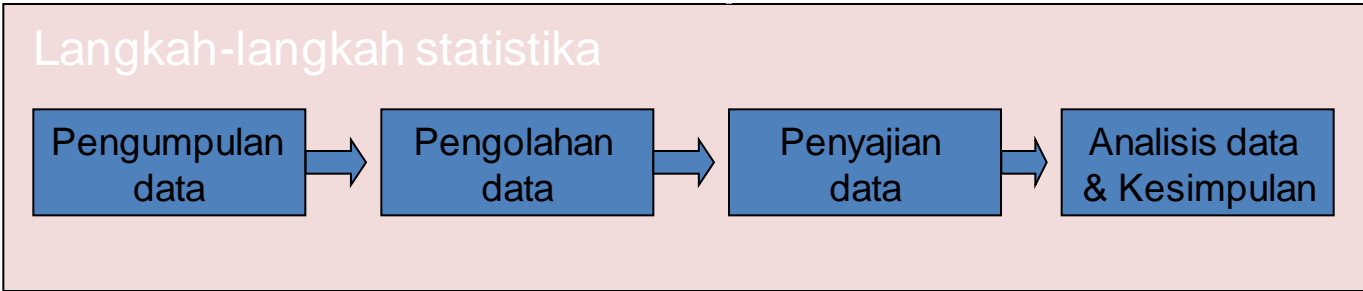 Langkah-langkah statistika
Pengumpulan
data
Pengolahan
data
Penyajian
data
Analisis data
& Kesimpulan